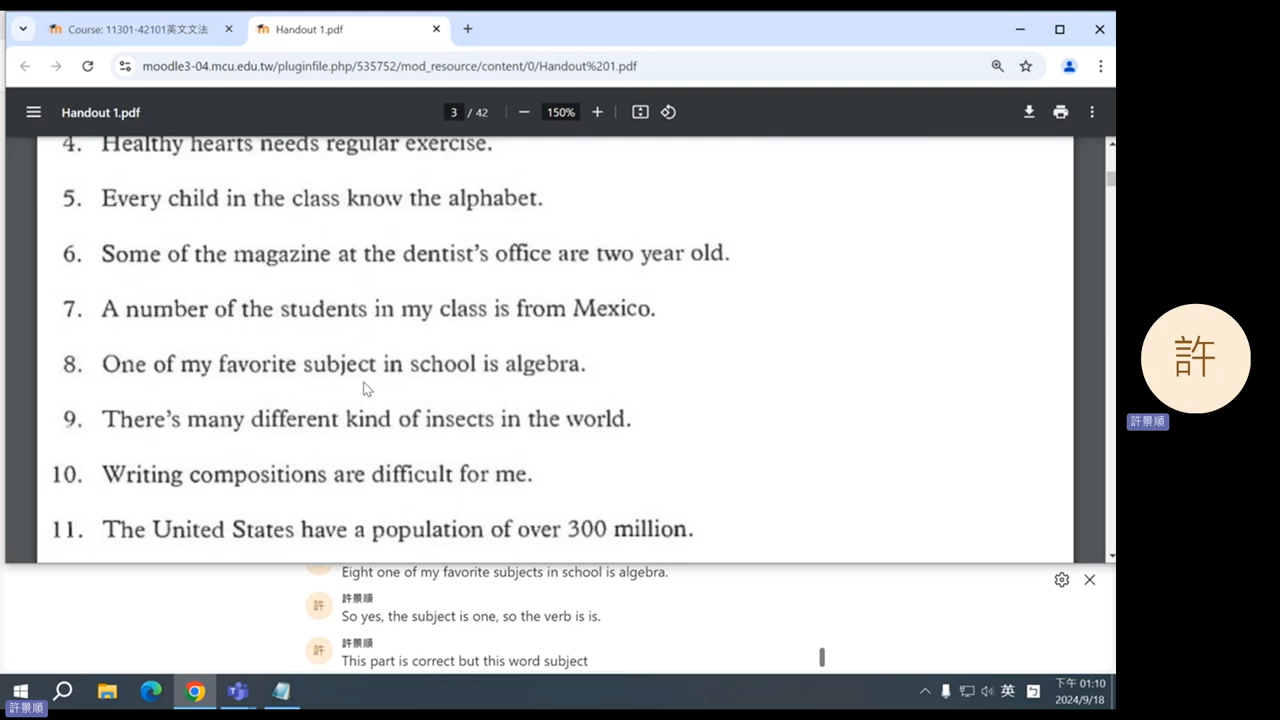 Course: 11301-42101英文文法
Handout 1.pdf
moodle3-04.mcu.edu.tw/pluginfile.php/535752/mod_resource/content/0/Handout%201.pdf
Handout 1.pdf
3 / 42
150%
4. Healthy hearts needs regular exercise.
5. Every child in the class know the alphabet.
6. Some of the magazine at the dentist's office are two year old.
7. A number of the students in my class is from Mexico.
8. One of my favorite subject in school is algebra.
9. There's many different kind of insects in the world.
10. Writing compositions are difficult for me.
11. The United States have a population of over 300 million.
許
許景順
Eight one of my favorite subjects in school is algebra.
許
許景順
So yes, the subject is one, so the verb is is.
許
許景順
This part is correct but this word subject
英
下午 01:10
2024/9/18
許景順